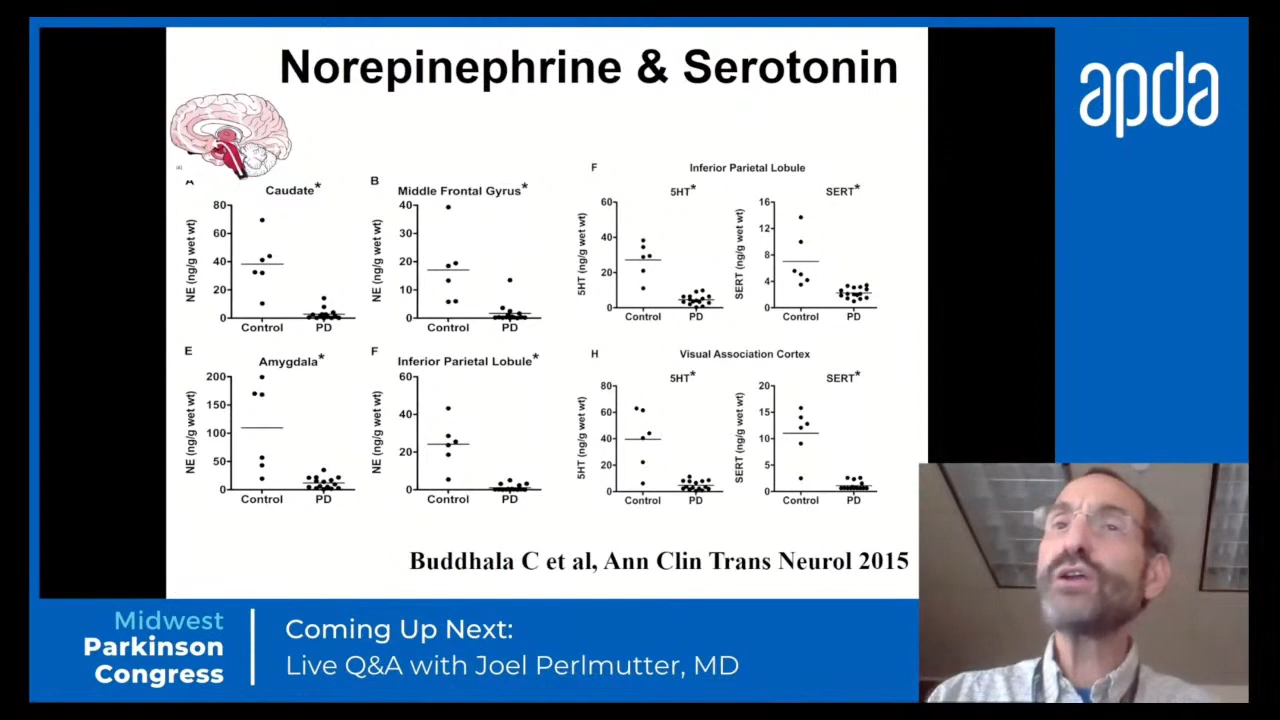 Norepinephrine & Serotonin
apda
A
Caudate*
NE (ng/g wet wt)
80
60
40
20
0
Control
PD
B
Middle Frontal Gyrus*
NE (ng/g wet wt)
40
30
20
10
0
Control
PD
F
Inferior Parietal Lobule
5HT*
5HT (ng/g wet wt)
60
40
20
0
Control
PD
SERT*
SERT (ng/g wet wt)
16
12
8
4
0
Control
PD
E
Amygdala*
NE (ng/g wet wt)
200
150
100
50
0
Control
PD
F
Inferior Parietal Lobule*
NE (ng/g wet wt)
60
40
20
0
Control
PD
H
Visual Association Cortex
5HT*
5HT (ng/g wet wt)
80
60
40
20
0
Control
PD
SERT*
SERT (ng/g wet wt)
20
15
10
5
0
Control
PD
Buddhala C et al, Ann Clin Trans Neurol 2015
Midwest
Parkinson
Congress
Coming Up Next:
Live Q&A with Joel Perlmutter, MD